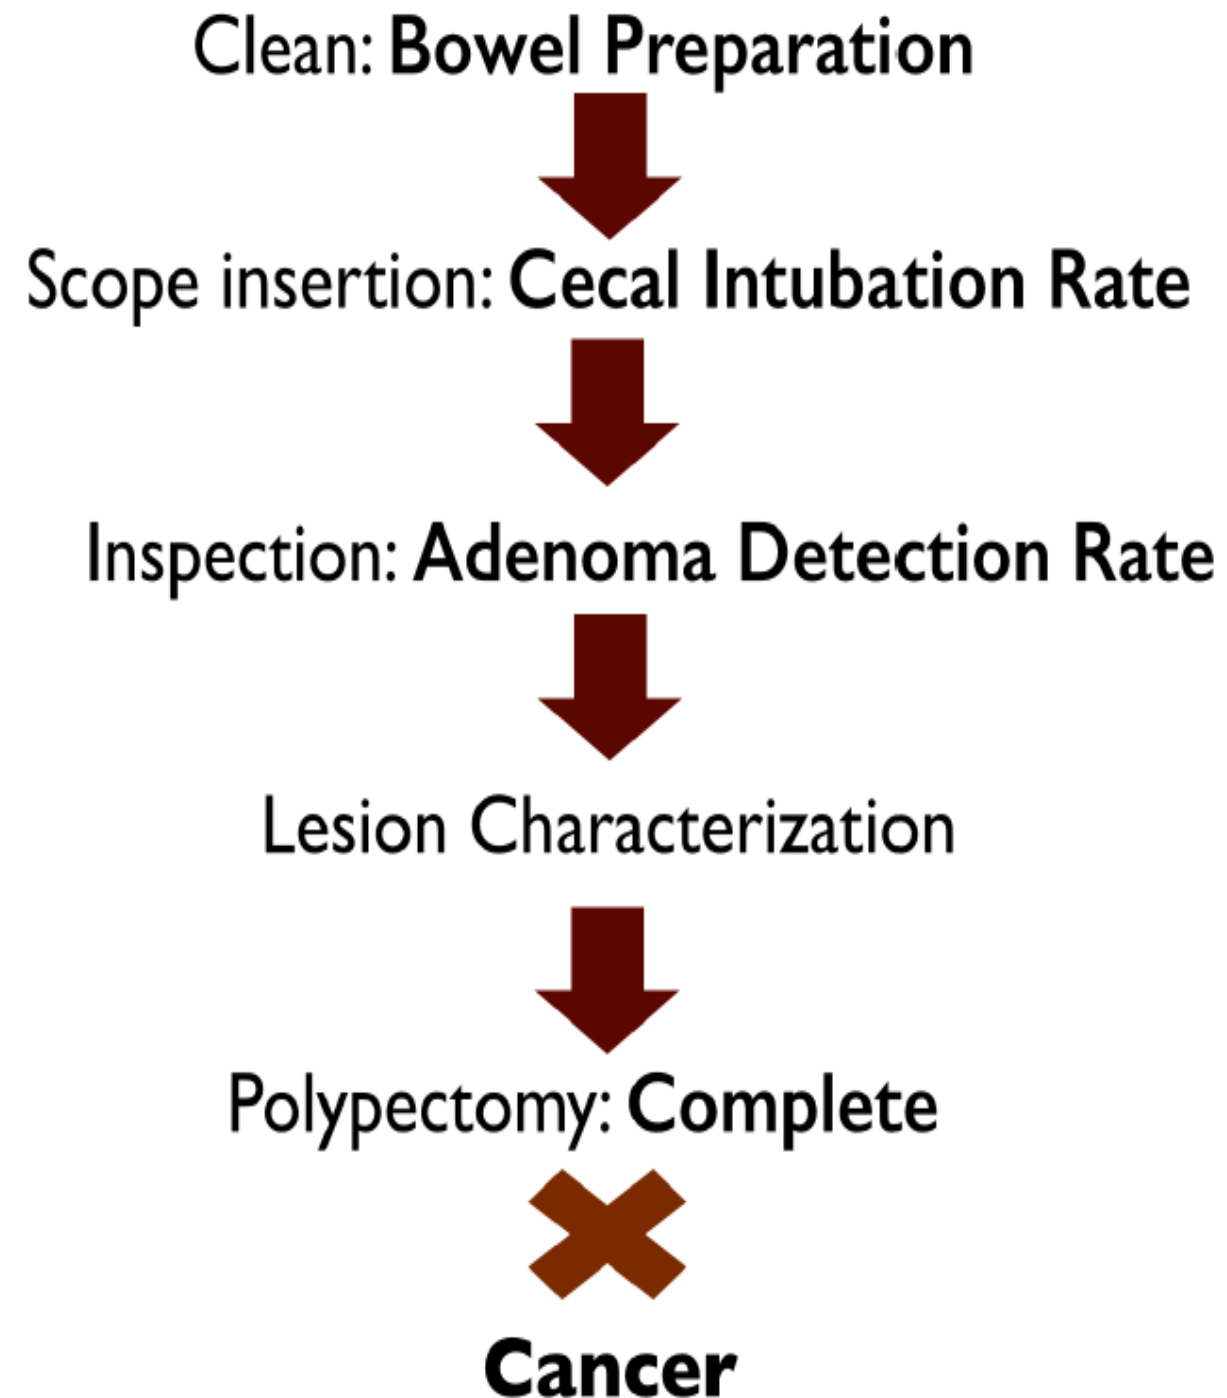 Clean: Bowel Preparation
Scope insertion: Cecal Intubation Rate
Inspection: Adenoma Detection Rate
Lesion Characterization
Polypectomy: Complete
Cancer